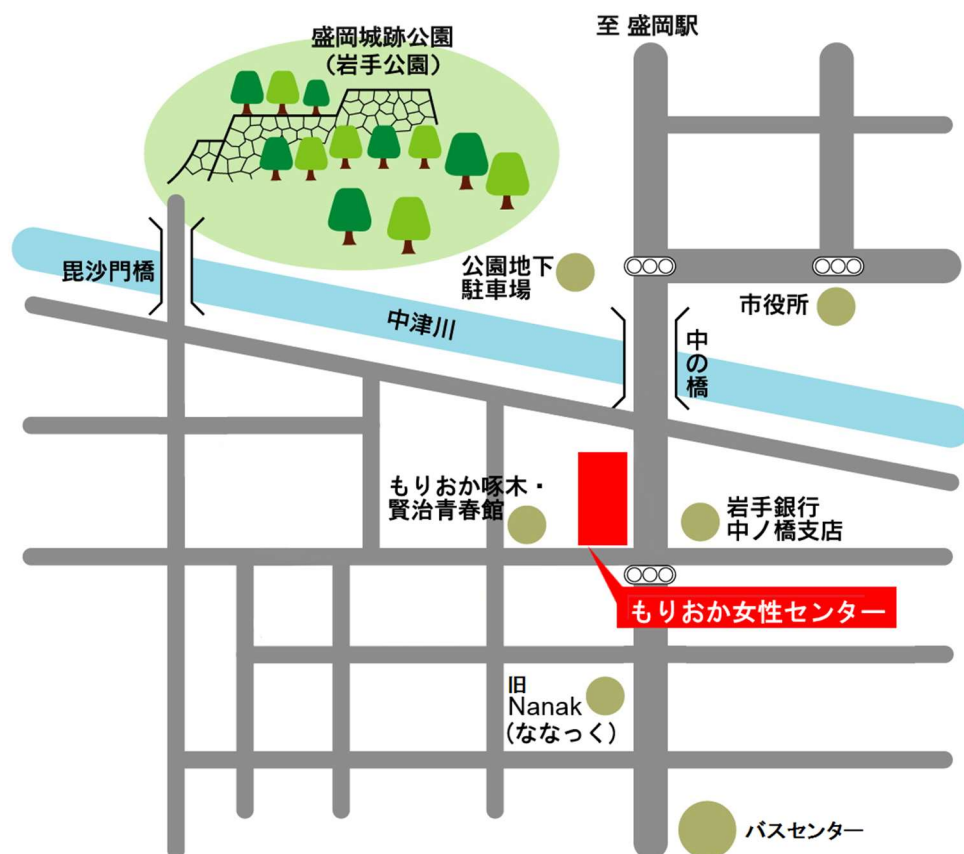 盛岡城跡公園
（岩手公園）
至 盛岡駅
毘沙門橋
中津川
公園地下
駐車場
市役所
中の橋
もりおか啄木・
賢治青春館
岩手銀行
中ノ橋支店
もりおか女性センター
旧
Nanak
(ななっく)
バスセンター